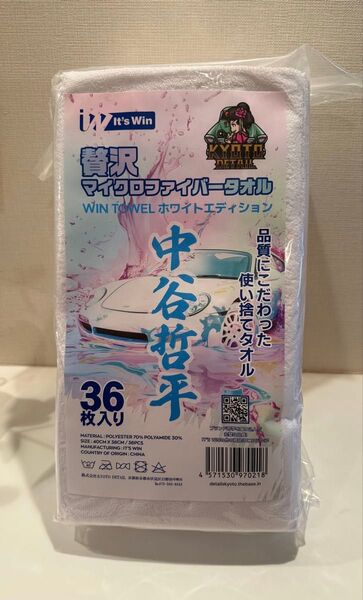 iw It's Win
KYOTO
DETAIL
贅沢
マイクロファイバータオル
WIN TOWEL ホワイトエディション
中谷哲平
品質にこだわった
使い捨てタオル
36
枚入り
MATERIAL : POLYESTER 70% POLYAMIDE 30%
SIZE : 40CM X 38CM / 36PCS
MANUFACTURING : IT'S WIN
COUNTRY OF ORIGIN : CHINA
4 571530 970218
detailkyoto.thebase.in